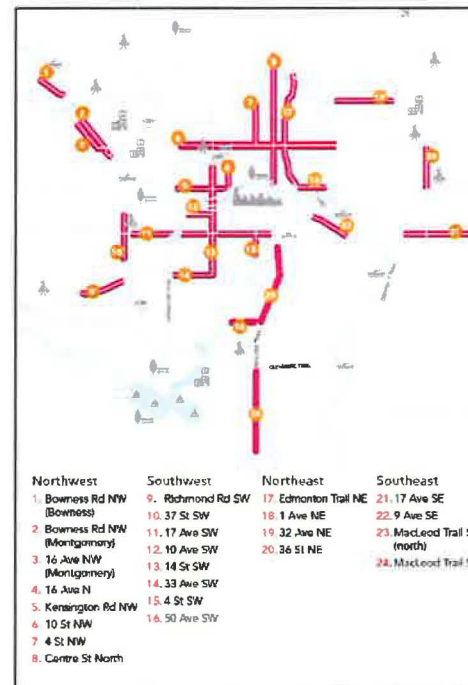 GLENMORE TRAIL
Northwest
1. Bowness Rd NW
(Bowness)
2. Bowness Rd NW
(Montgomery)
3. 16 Ave NW
(Montgomery)
4. 16 Ave N
5. Kensington Rd NW
6 10 St NW
7 4 St NW
8. Centre St North
Southwest
9. Richmond Rd SW
10. 37 St SW
11. 17 Ave SW
12. 10 Ave SW
13. 14 St SW
14. 33 Ave SW
15. 4 St SW
16. 50 Ave SW
Northeast
17. Edmonton Trail NE
18. 1 Ave NE
19. 32 Ave NE
20. 36 St NE
Southeast
21. 17 Ave SE
22. 9 Ave SE
23. MacLeod Trail S
(north)
24. MacLeod Trail S